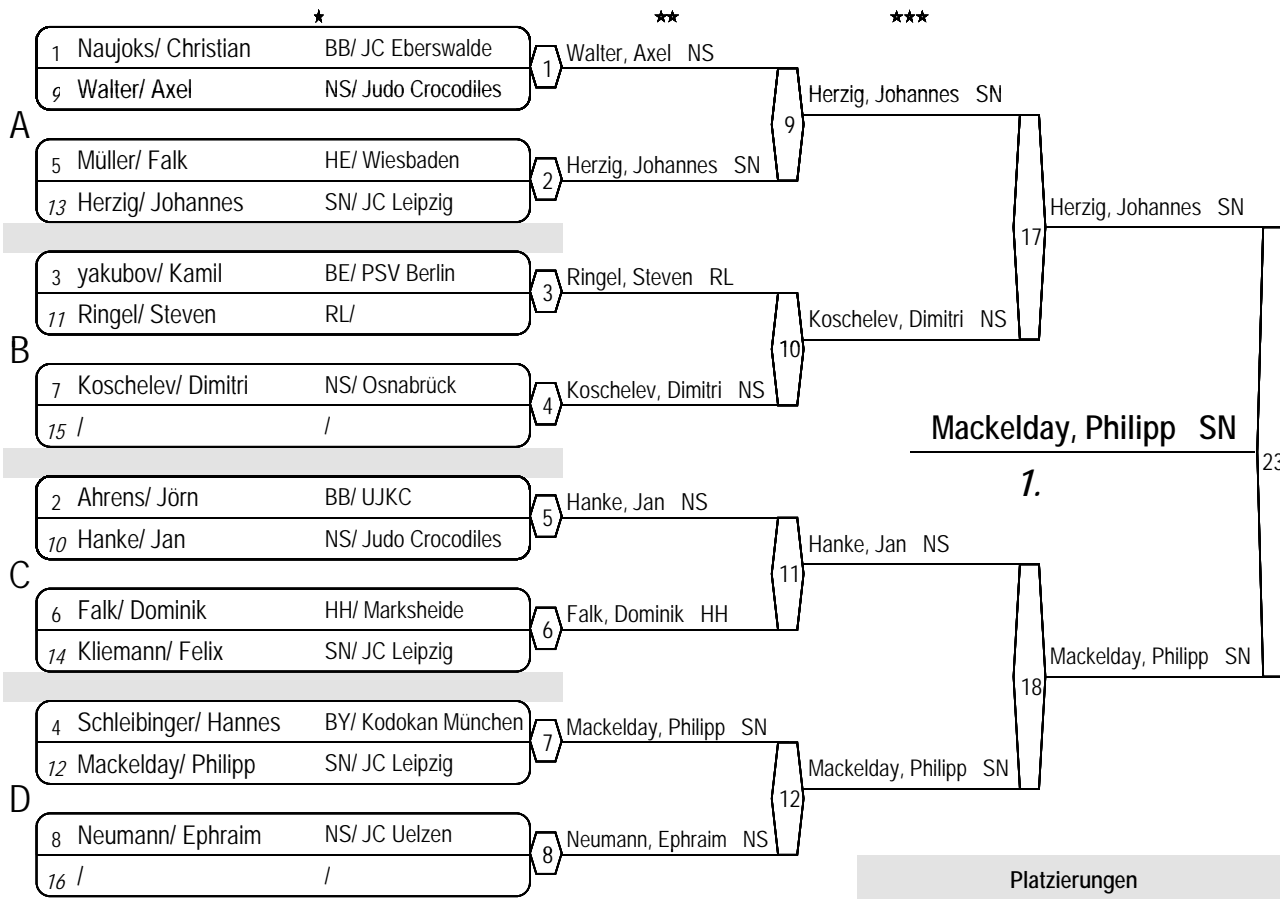 ★ ★★ ★★★
1 Naujoks/ Christian BB/ JC Eberswalde
9 Walter/ Axel NS/ Judo Crocodiles
1
Walter, Axel NS
A
5 Müller/ Falk HE/ Wiesbaden
13 Herzig/ Johannes SN/ JC Leipzig
2
Herzig, Johannes SN
9
Herzig, Johannes SN
3 yakubov/ Kamil BE/ PSV Berlin
11 Ringel/ Steven RL/
3
Ringel, Steven RL
B
7 Koschelev/ Dimitri NS/ Osnabrück
15 / /
4
Koschelev, Dimitri NS
10
Koschelev, Dimitri NS
17
Herzig, Johannes SN
2 Ahrens/ Jörn BB/ UJKC
10 Hanke/ Jan NS/ Judo Crocodiles
5
Hanke, Jan NS
C
6 Falk/ Dominik HH/ Marksheide
14 Kliemann/ Felix SN/ JC Leipzig
6
Falk, Dominik HH
11
Hanke, Jan NS
4 Schleibinger/ Hannes BY/ Kodokan München
12 Mackelday/ Philipp SN/ JC Leipzig
7
Mackelday, Philipp SN
D
8 Neumann/ Ephraim NS/ JC Uelzen
16 / /
8
Neumann, Ephraim NS
12
Mackelday, Philipp SN
18
Mackelday, Philipp SN
23
Mackelday, Philipp SN
1.
Platzierungen